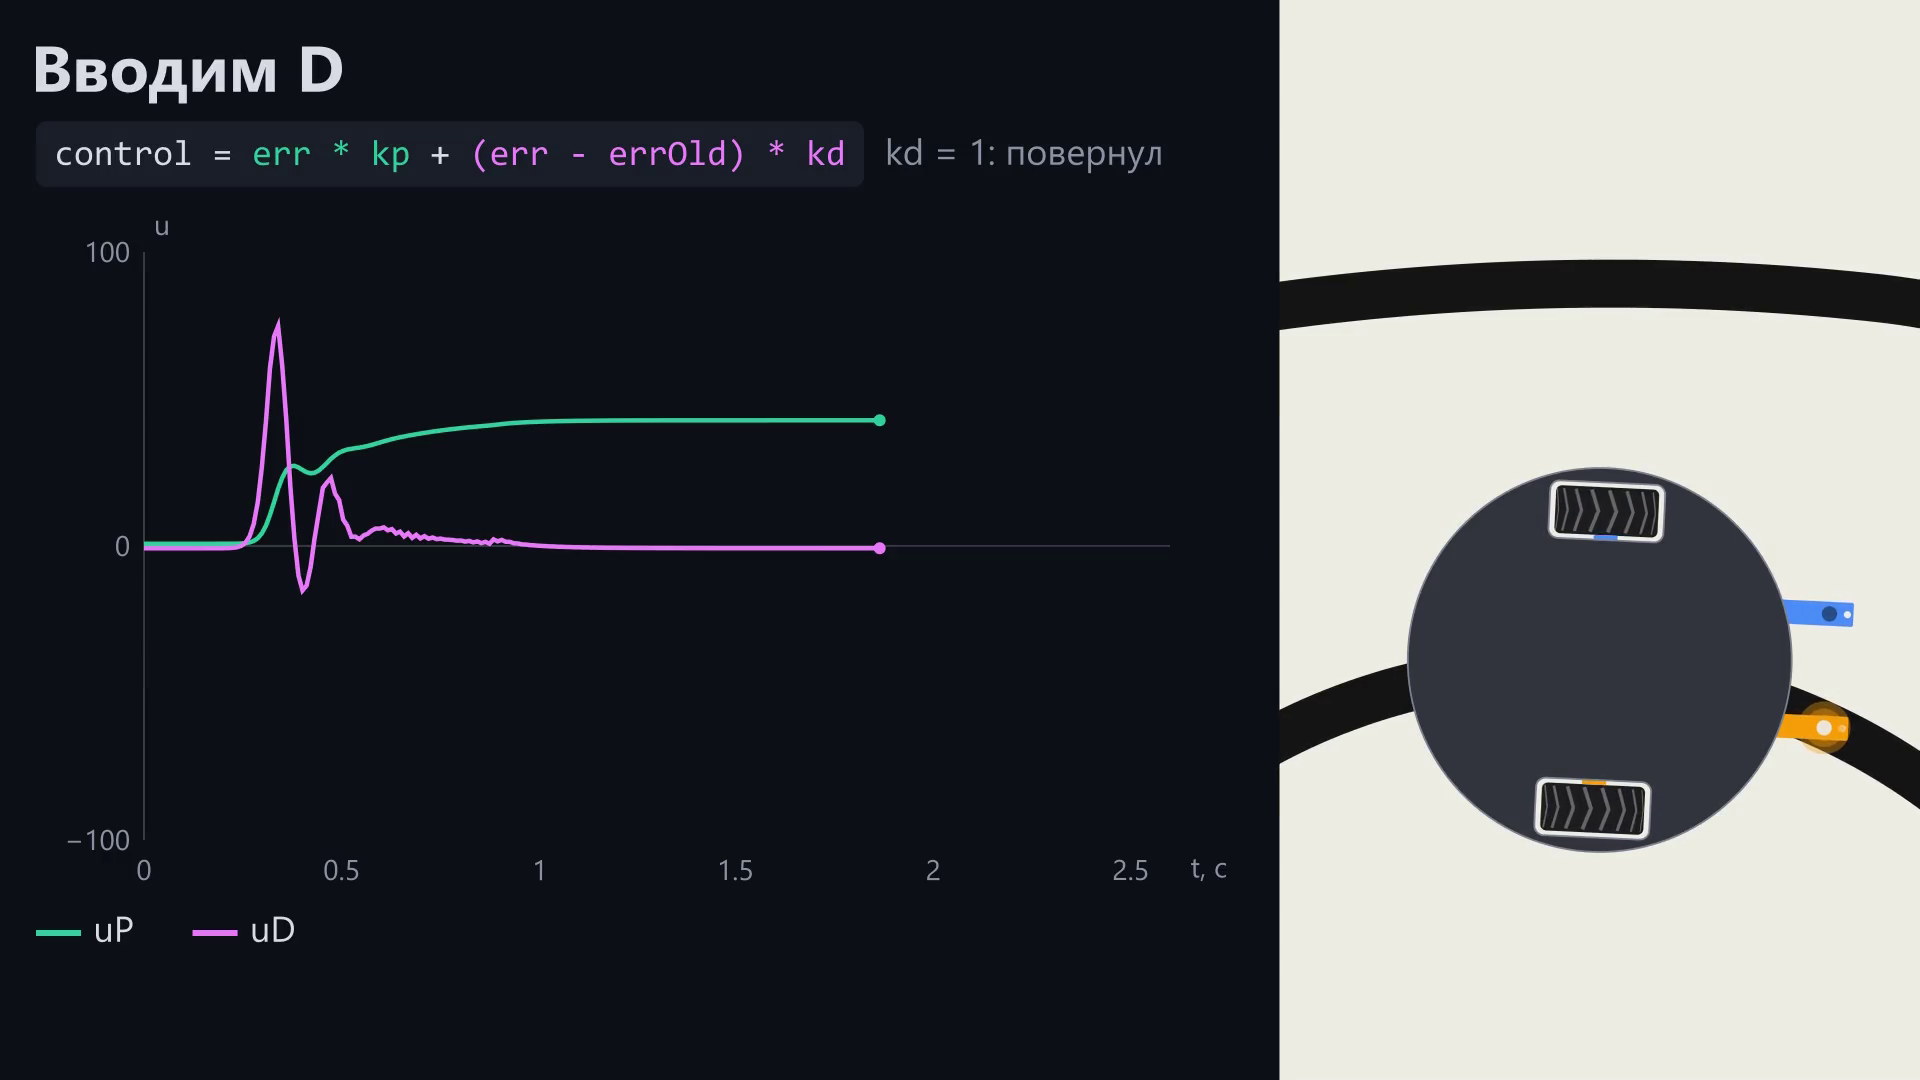 Вводим D
control = err * kp + (err - errOld) * kd
kd = 1: повернул
u
100
0
−100
0 0.5 1 1.5 2 2.5 t, с
uP uD